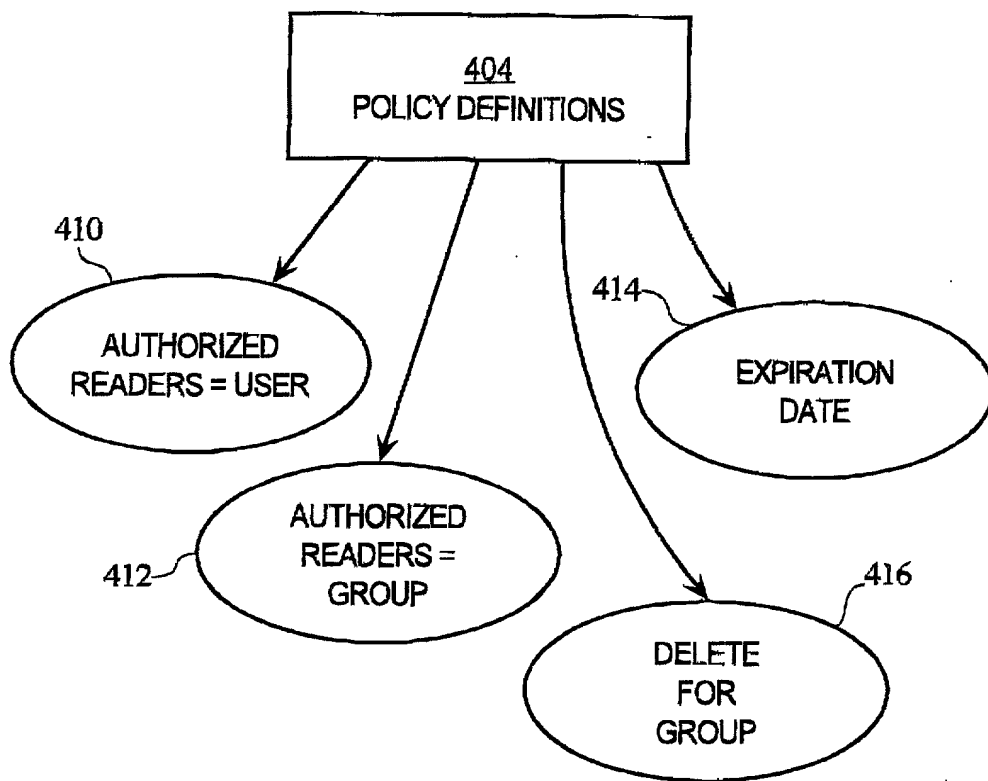 404
POLICY DEFINITIONS
410
AUTHORIZED
READERS = USER
414
EXPIRATION
DATE
412
AUTHORIZED
READERS =
GROUP
416
DELETE
FOR
GROUP